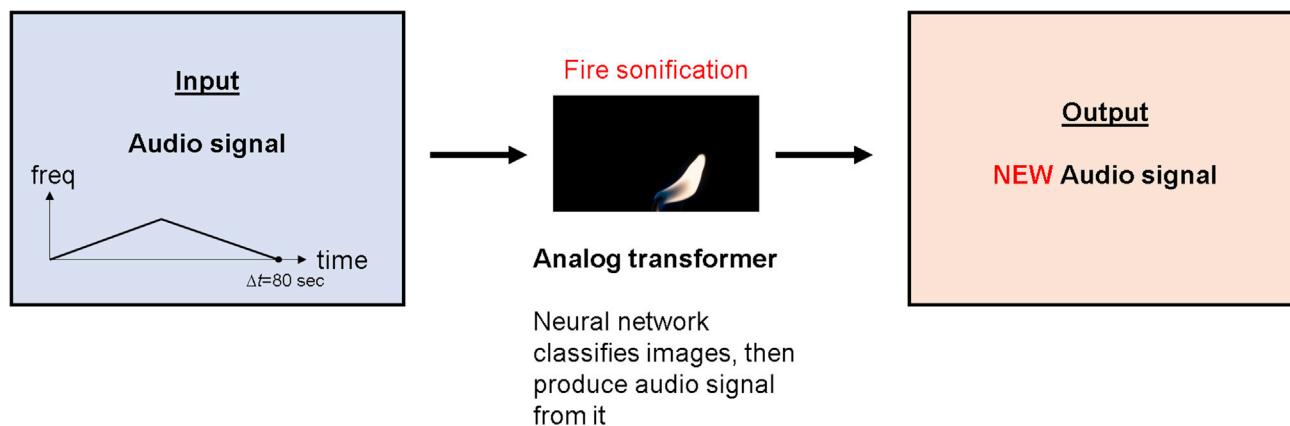 Input
Audio signal
freq
time
Δt=80 sec
Fire sonification
Analog transformer
Neural network
classifies images, then
produce audio signal
from it
Output
NEW Audio signal